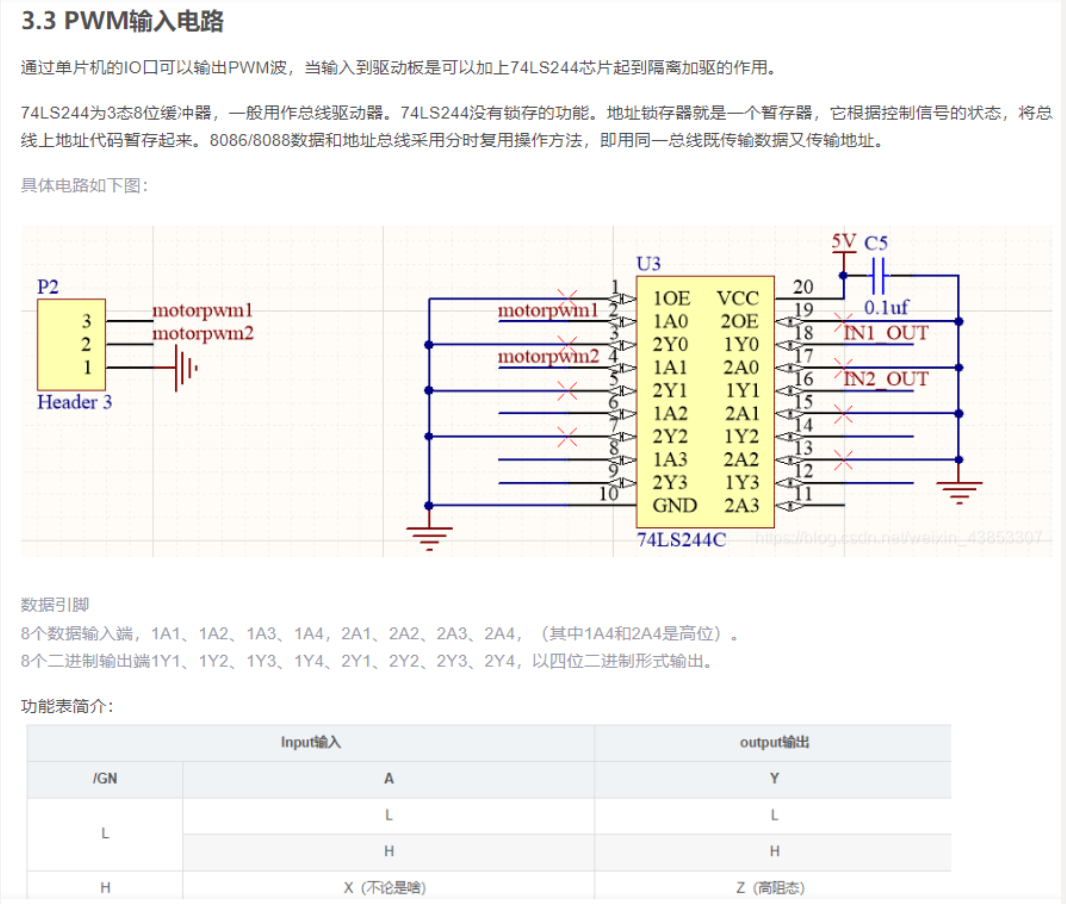 3.3 PWM输入电路
通过单片机的IO口可以输出PWM波，当输入到驱动板是可以加上74LS244芯片起到隔离加驱的作用。
74LS244为3态8位缓冲器，一般用作总线驱动器。74LS244没有锁存的功能。地址锁存器就是一个暂存器，它根据控制信号的状态，将总
线上地址代码暂存起来。8086/8088数据和地址总线采用分时复用操作方法，即用同一总线既传输数据又传输地址。
具体电路如下图：
P2
3 motorpwm1
2 motorpwm2
1
Header 3
U3
5V C5
0.1uf
1 1OE VCC 20
motorpwm1 2 1A0 2OE 19
3 2Y0 1Y0 18 IN1_OUT
motorpwm2 4 1A1 2A0 17
5 2Y1 1Y1 16 IN2_OUT
6 1A2 2A1 15
7 2Y2 1Y2 14
8 1A3 2A2 13
9 2Y3 1Y3 12
10 GND 2A3 11
74LS244C
https://blog.csdn.net/weixin_43853307
数据引脚
8个数据输入端，1A1、1A2、1A3、1A4，2A1、2A2、2A3、2A4，（其中1A4和2A4是高位）。
8个二进制输出端1Y1、1Y2、1Y3、1Y4、2Y1、2Y2、2Y3、2Y4，以四位二进制形式输出。
功能表简介：
Input输入 output输出
/GN A Y
L L L
H H
H X（不论是啥） Z（高阻态）